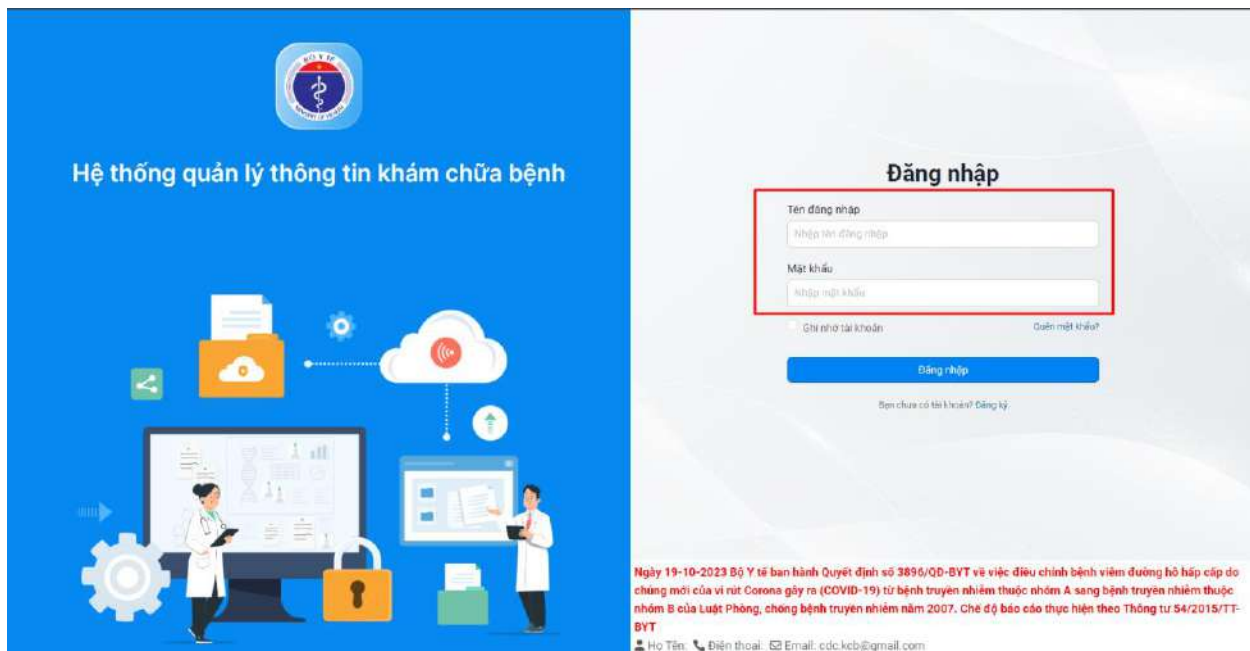 BỘ Y TẾ
MINISTRY OF HEALTH
Hệ thống quản lý thông tin khám chữa bệnh
Đăng nhập
Tên đăng nhập
Nhập tên đăng nhập
Mật khẩu
Nhập mật khẩu
Ghi nhớ tài khoản
Quên mật khẩu?
Đăng nhập
Bạn chưa có tài khoản? Đăng ký
Ngày 19-10-2023 Bộ Y tế ban hành Quyết định số 3896/QĐ-BYT về việc điều chỉnh bệnh viêm đường hô hấp cấp do
chủng mới của vi rút Corona gây ra (COVID-19) từ bệnh truyền nhiễm thuộc nhóm A sang bệnh truyền nhiễm thuộc
nhóm B của Luật Phòng, chống bệnh truyền nhiễm năm 2007. Chế độ báo cáo thực hiện theo Thông tư 54/2015/TT-
BYT
Họ Tên: Điện thoại: Email: cdc.kcb@gmail.com